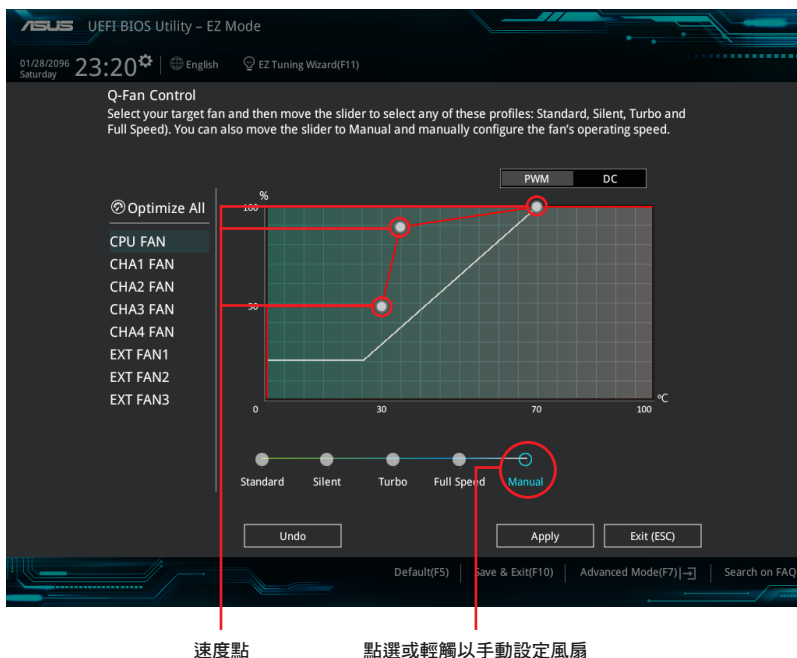 ASUS UEFI BIOS Utility – EZ Mode
01/28/2096
Saturday
23:20
English
EZ Tuning Wizard(F11)
Q-Fan Control
Select your target fan and then move the slider to select any of these profiles: Standard, Silent, Turbo and
Full Speed). You can also move the slider to Manual and manually configure the fan's operating speed.
PWM DC
Optimize All
CPU FAN
CHA1 FAN
CHA2 FAN
CHA3 FAN
CHA4 FAN
EXT FAN1
EXT FAN2
EXT FAN3
%
100
50
0 30 70 100
ºC
Standard Silent Turbo Full Speed Manual
Undo Apply Exit (ESC)
Default(F5) Save & Exit(F10) Advanced Mode(F7) Search on FAQ
速度點 點選或輕觸以手動設定風扇